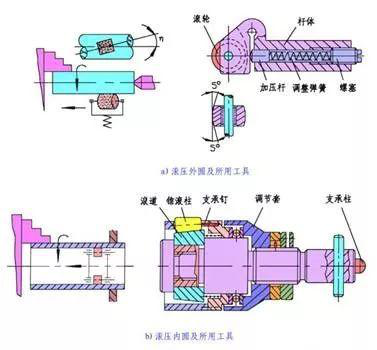 滚轮
杆体
η
加压杆 调整弹簧 螺塞
5°
5°
a) 滚压外圆及所用工具
滚道 锥滚柱 支承钉 调节套 支承柱
b) 滚压内圆及所用工具